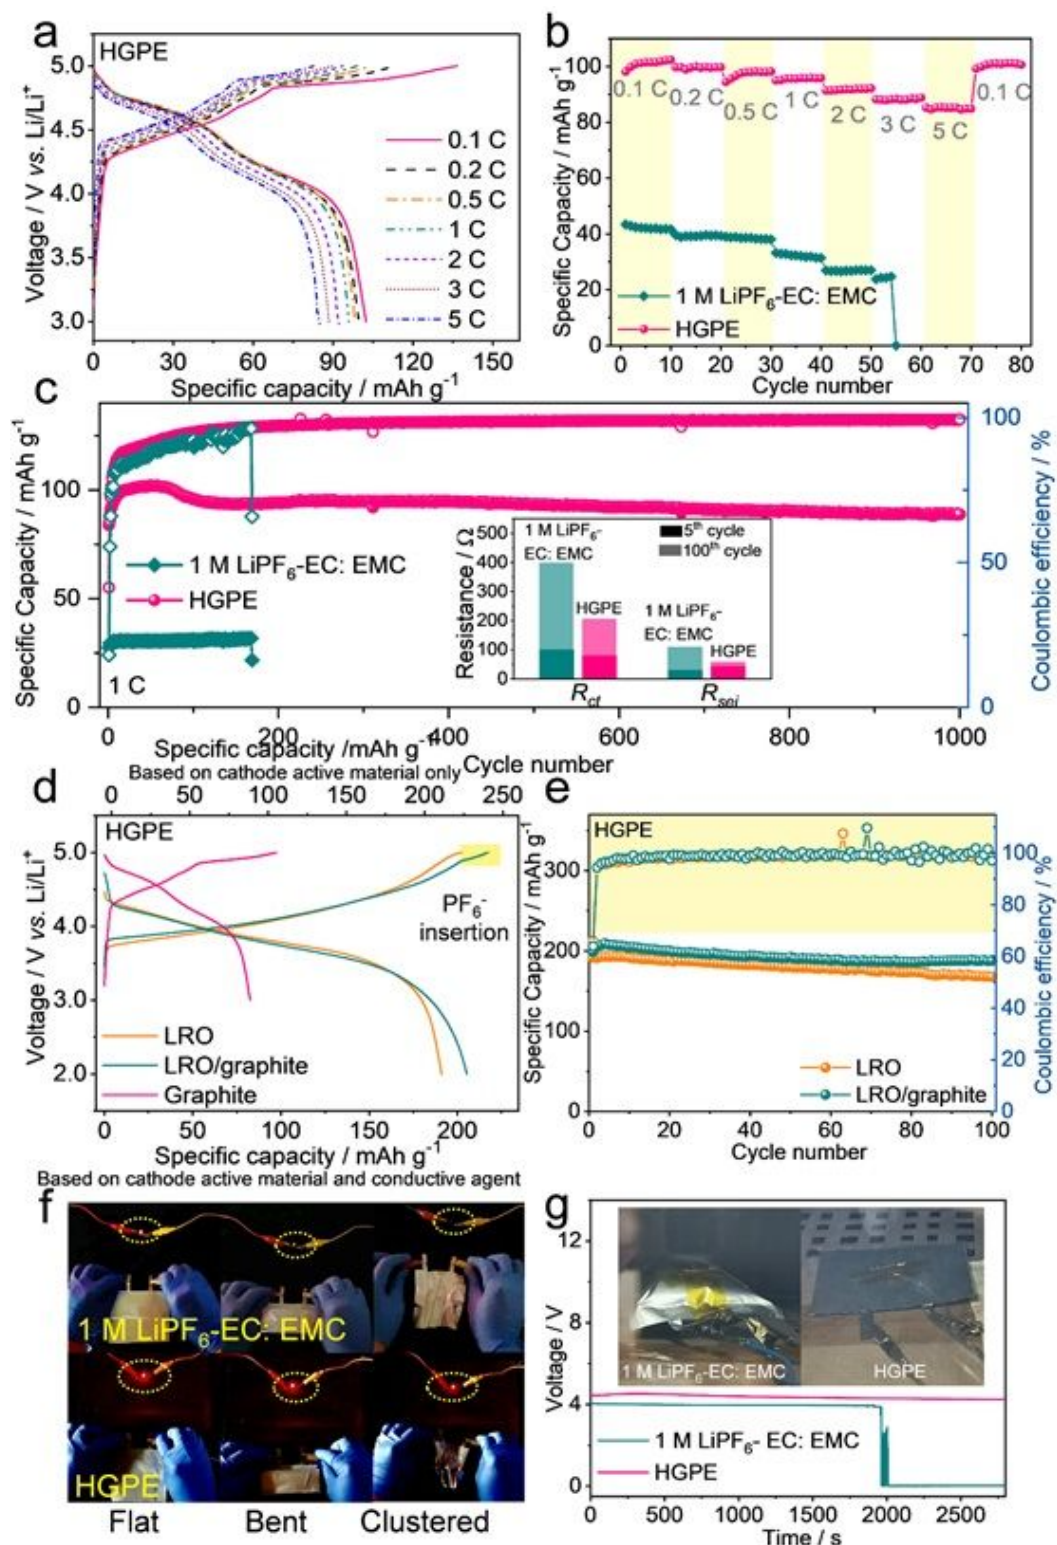 a
HGPE
5.0
4.5
4.0
3.5
3.0
Voltage / V vs. Li/Li⁺
0.1 C
0.2 C
0.5 C
1 C
2 C
3 C
5 C
0 30 60 90 120 150
Specific capacity / mAh g⁻¹
b
Specific Capacity / mAh g⁻¹
100
80
60
40
20
0
0.1 C
0.2 C
0.5 C
1 C
2 C
3 C
5 C
0.1 C
1 M LiPF₆-EC: EMC
HGPE
0 10 20 30 40 50 60 70 80
Cycle number
c
Specific Capacity / mAh g⁻¹
100
50
0
1 M LiPF₆-EC: EMC
HGPE
1 C
Resistance / Ω
500
400
300
200
100
0
1 M LiPF₆-
EC: EMC
HGPE
1 M LiPF₆-
EC: EMC
HGPE
5ᵗʰ cycle
100ᵗʰ cycle
R_ct
R_sei
100
50
0
Coulombic efficiency / %
0 200 400 600 800 1000
Cycle number
Specific capacity /mAh g⁻¹
Based on cathode active material only
d
0 50 100 150 200 250
HGPE
5.0
4.0
3.0
2.0
Voltage / V vs. Li/Li⁺
PF₆⁻
insertion
LRO
LRO/graphite
Graphite
0 50 100 150 200
Specific capacity / mAh g⁻¹
Based on cathode active material and conductive agent
e
HGPE
Specific Capacity / mAh g⁻¹
300
200
100
0
100
80
60
40
20
0
Coulombic efficiency / %
LRO
LRO/graphite
0 20 40 60 80 100
Cycle number
f
1 M LiPF₆-EC: EMC
HGPE
Flat Bent Clustered
g
Voltage / V
12
8
4
0
1 M LiPF₆-EC: EMC
HGPE
1 M LiPF₆- EC: EMC
HGPE
0 500 1000 1500 2000 2500
Time / s